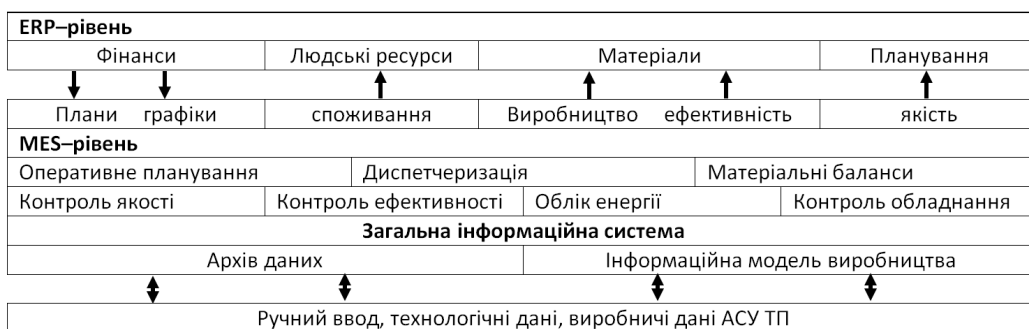 ERP–рівень
Фінанси Людські ресурси Матеріали Планування
Плани графіки споживання Виробництво ефективність якість
MES–рівень
Оперативне планування Диспетчеризація Матеріальні баланси
Контроль якості Контроль ефективності Облік енергії Контроль обладнання
Загальна інформаційна система
Архів даних Інформаційна модель виробництва
Ручний ввод, технологічні дані, виробничі дані АСУ ТП